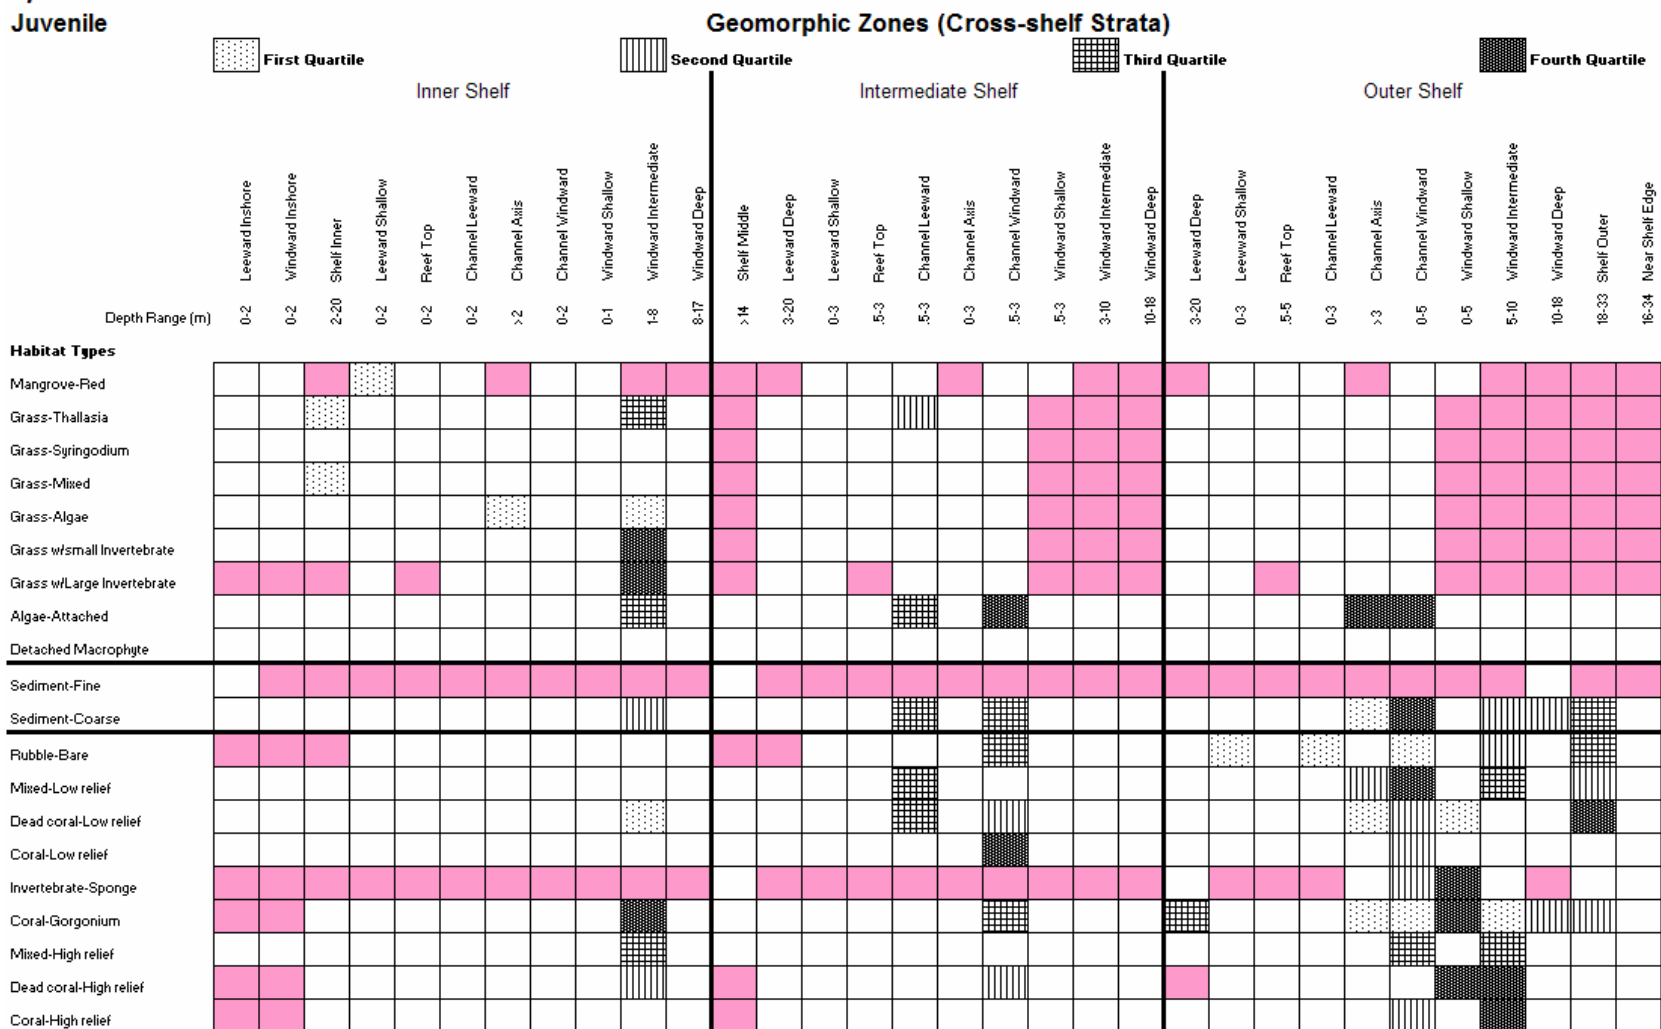 Juvenile
Geomorphic Zones (Cross-shelf Strata)
First Quartile
Second Quartile
Third Quartile
Fourth Quartile
Inner Shelf
Intermediate Shelf
Outer Shelf
Leeward Inshore
Windward Inshore
Shelf Inner
Leeward Shallow
Reef Top
Channel Leeward
Channel Axis
Channel Windward
Windward Shallow
Windward Intermediate
Windward Deep
Shelf Middle
Leeward Deep
Leeward Shallow
Reef Top
Channel Leeward
Channel Axis
Channel Windward
Windward Shallow
Windward Intermediate
Windward Deep
Leeward Deep
Leeward Shallow
Reef Top
Channel Leeward
Channel Axis
Channel Windward
Windward Shallow
Windward Intermediate
Windward Deep
Shelf Outer
Near Shelf Edge
Depth Range (m)
0-2
0-2
2-20
0-2
0-2
0-2
>2
0-2
0-1
1-8
8-17
>14
3-20
0-3
.5-3
.5-3
0-3
.5-3
.5-3
3-10
10-18
3-20
0-3
.5-5
0-3
>3
0-5
0-5
5-10
10-18
18-33
16-34
Habitat Types
Mangrove-Red
Grass-Thallasia
Grass-Syringodium
Grass-Mixed
Grass-Algae
Grass w/small Invertebrate
Grass w/Large Invertebrate
Algae-Attached
Detached Macrophyte
Sediment-Fine
Sediment-Coarse
Rubble-Bare
Mixed-Low relief
Dead coral-Low relief
Coral-Low relief
Invertebrate-Sponge
Coral-Gorgonium
Mixed-High relief
Dead coral-High relief
Coral-High relief